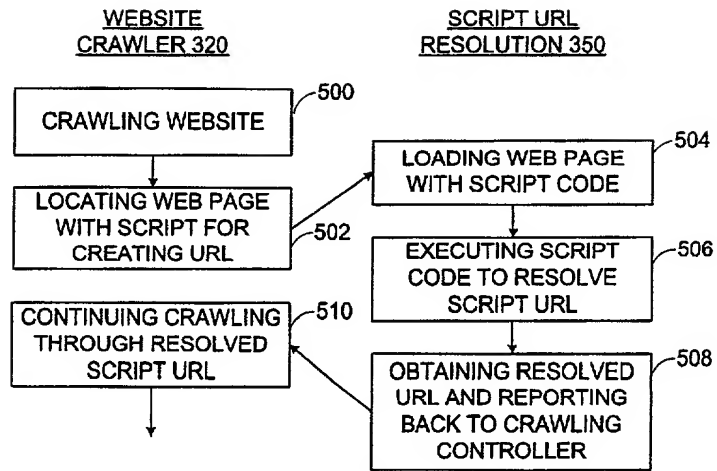 WEBSITE
CRAWLER 320
SCRIPT URL
RESOLUTION 350
500
CRAWLING WEBSITE
LOCATING WEB PAGE
WITH SCRIPT FOR
CREATING URL
502
504
LOADING WEB PAGE
WITH SCRIPT CODE
506
EXECUTING SCRIPT
CODE TO RESOLVE
SCRIPT URL
508
OBTAINING RESOLVED
URL AND REPORTING
BACK TO CRAWLING
CONTROLLER
510
CONTINUING CRAWLING
THROUGH RESOLVED
SCRIPT URL